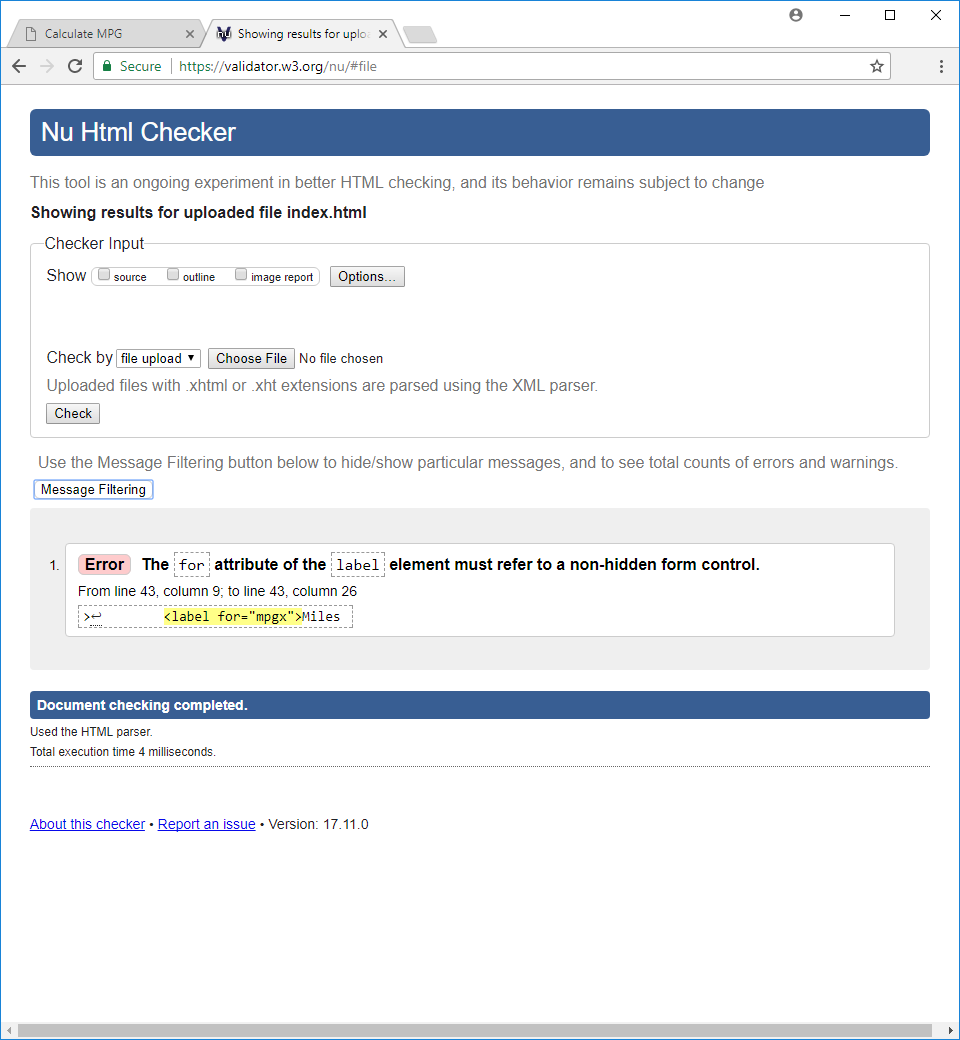 Calculate MPG
Showing results for uplo
Secure https://validator.w3.org/nu/#file
Nu Html Checker
This tool is an ongoing experiment in better HTML checking, and its behavior remains subject to change
Showing results for uploaded file index.html
Checker Input
Show source outline image report Options...
Check by file upload Choose File No file chosen
Uploaded files with .xhtml or .xht extensions are parsed using the XML parser.
Check
Use the Message Filtering button below to hide/show particular messages, and to see total counts of errors and warnings.
Message Filtering
1. Error The for attribute of the label element must refer to a non-hidden form control.
From line 43, column 9; to line 43, column 26
>↩ <label for="mpgx">Miles
Document checking completed.
Used the HTML parser.
Total execution time 4 milliseconds.
About this checker • Report an issue • Version: 17.11.0